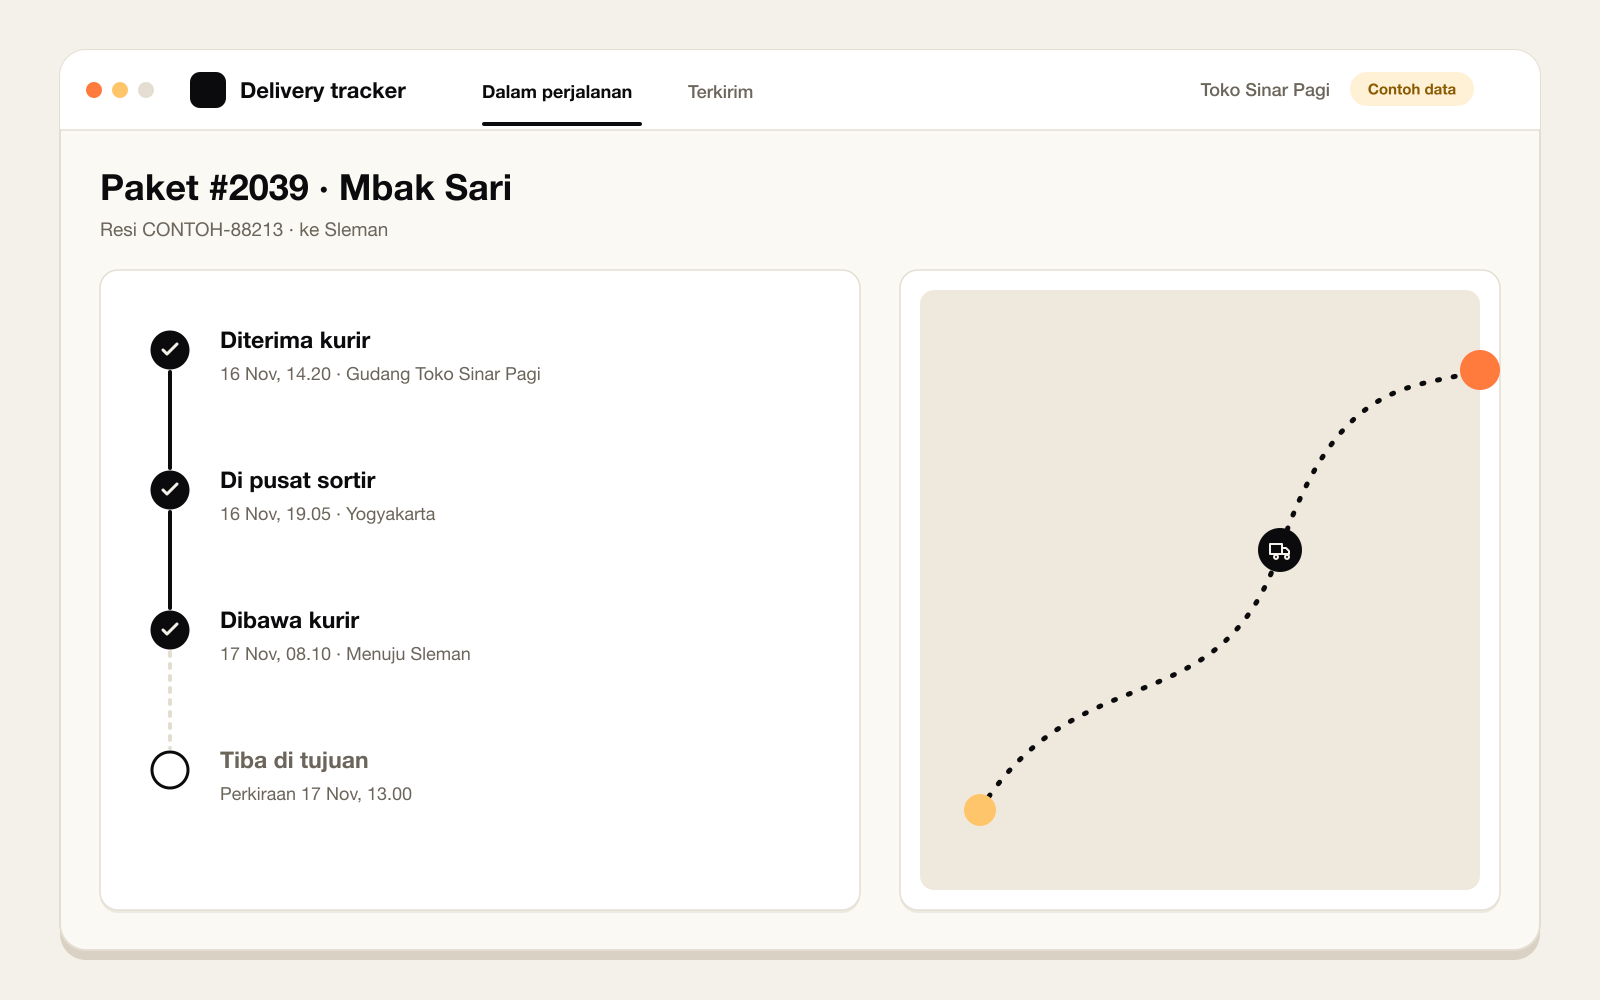 Delivery tracker
Dalam perjalanan
Terkirim
Toko Sinar Pagi
Contoh data
Paket #2039 · Mbak Sari
Resi CONTOH-88213 · ke Sleman
Diterima kurir
16 Nov, 14.20 · Gudang Toko Sinar Pagi
Di pusat sortir
16 Nov, 19.05 · Yogyakarta
Dibawa kurir
17 Nov, 08.10 · Menuju Sleman
Tiba di tujuan
Perkiraan 17 Nov, 13.00